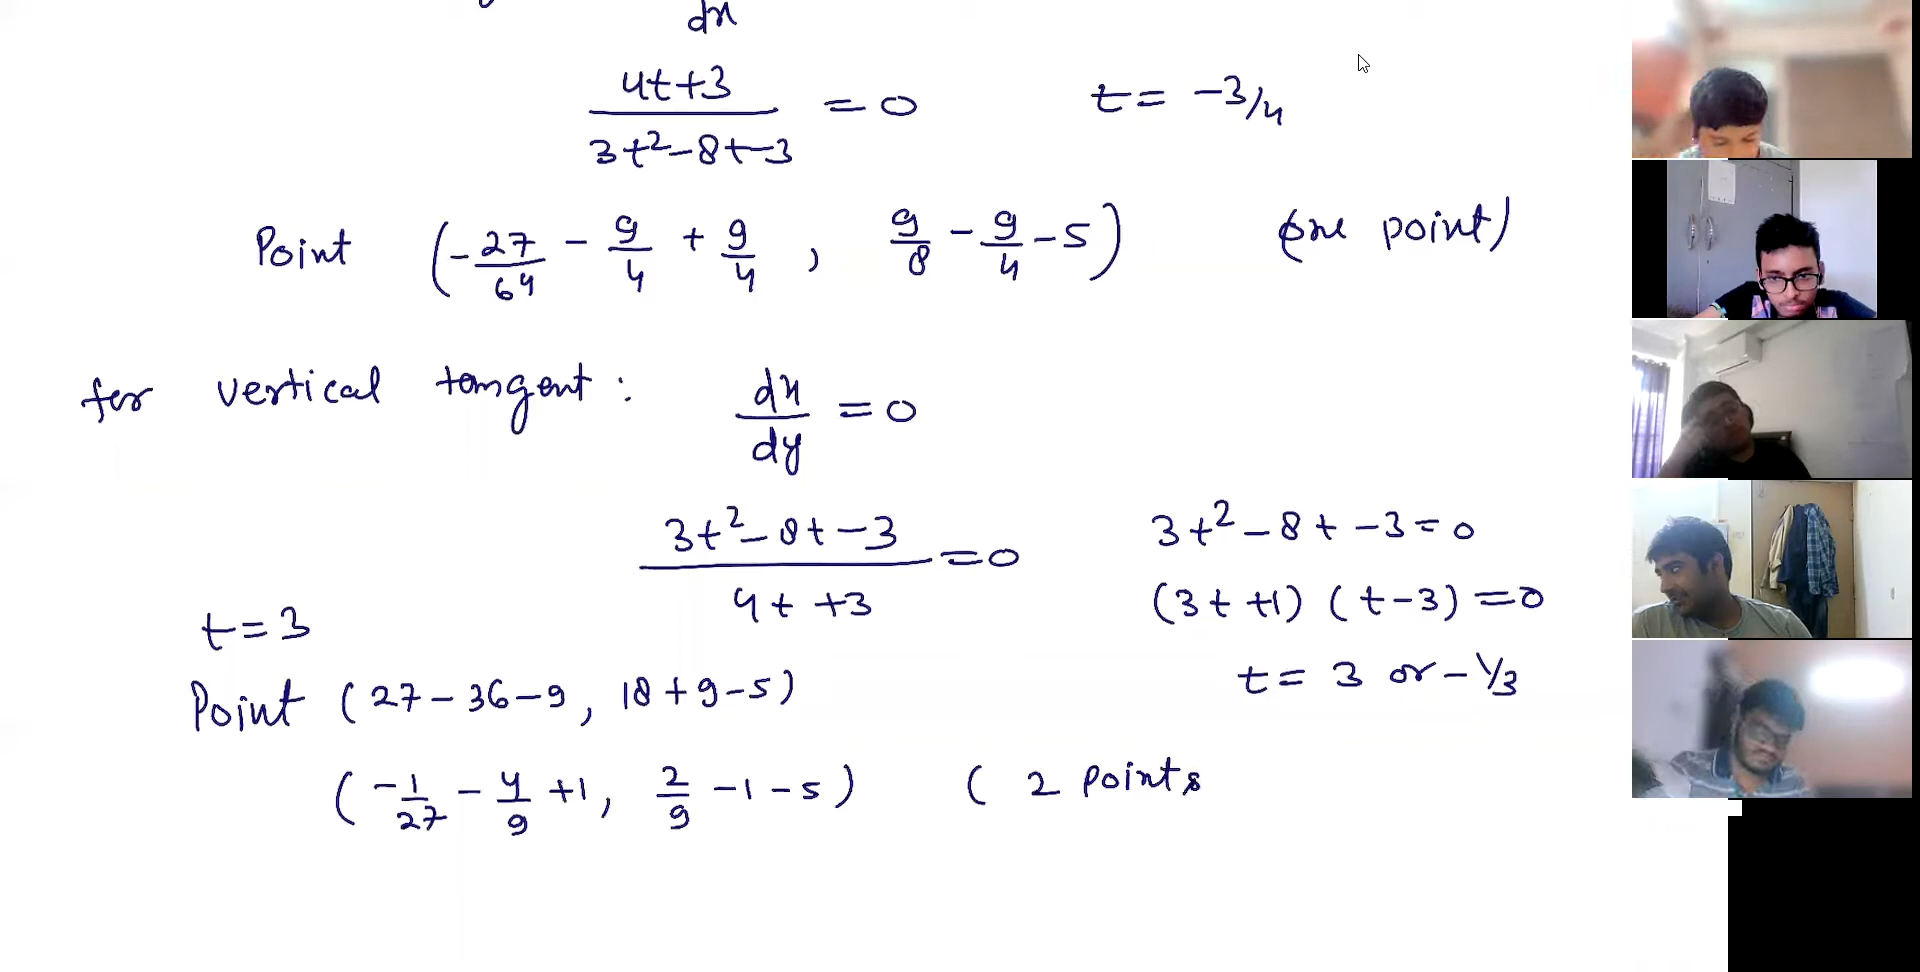 dx
4t+3 / 3t²-8t-3 = 0    t = -3/4
Point (-27/64 - 9/4 + 9/4 , 9/8 - 9/4 - 5)    (one point)
for vertical tangent : dx/dy = 0
3t²-8t-3 / 4t+3 = 0    3t²-8t-3=0
(3t+1) (t-3) = 0
t=3
t = 3 or -1/3
Point (27-36-9, 18+9-5)
(-1/27 - 4/9 +1, 2/9 -1-5)    ( 2 points